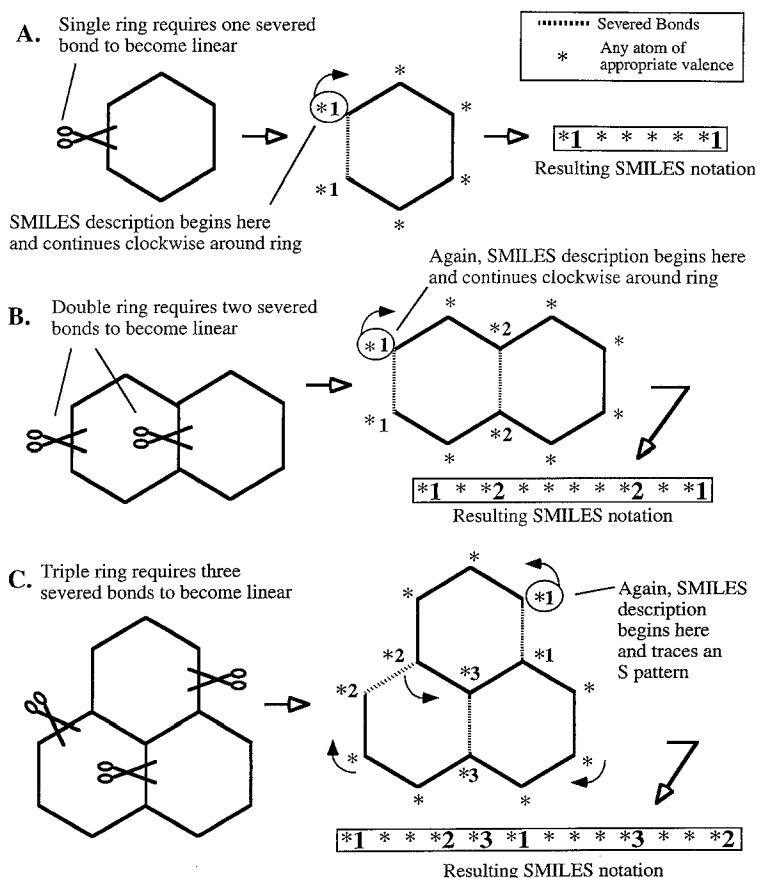 A.
Single ring requires one severed
bond to become linear
Severed Bonds
* Any atom of
appropriate valence
*
*1
*
*1
*
*
*1 * * * * *1
Resulting SMILES notation
SMILES description begins here
and continues clockwise around ring
Again, SMILES description begins here
and continues clockwise around ring
B.
Double ring requires two severed
bonds to become linear
*
*
*1
*2
*
*1
*2
*
*
*
*1 * *2 * * * * *2 * *1
Resulting SMILES notation
C.
Triple ring requires three
severed bonds to become linear
*
*
*1
Again, SMILES
description
begins here
and traces an
S pattern
*2
*3
*1
*2
*
*
*3
*
*
*
*1 * * *2 *3 *1 * * * *3 * * *2
Resulting SMILES notation